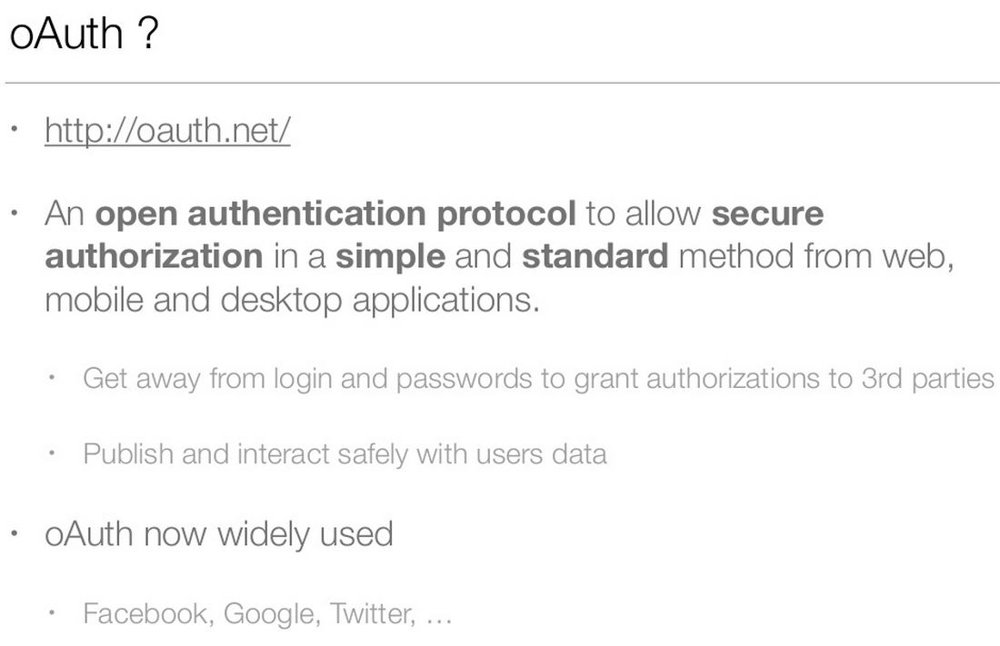 oAuth ?
• http://oauth.net/
• An open authentication protocol to allow secure
authorization in a simple and standard method from web,
mobile and desktop applications.
• Get away from login and passwords to grant authorizations to 3rd parties
• Publish and interact safely with users data
• oAuth now widely used
• Facebook, Google, Twitter, …